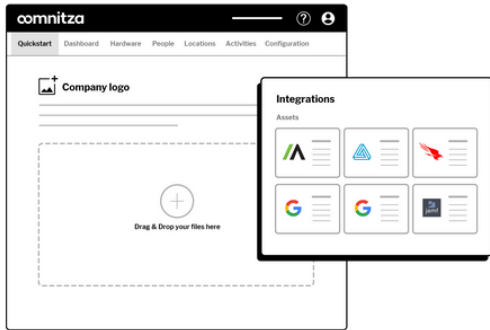 oomnitza
?
Quickstart Dashboard Hardware People Locations Activities Configuration
Company logo
Drag & Drop your files here
Integrations
Assets
G G jamf